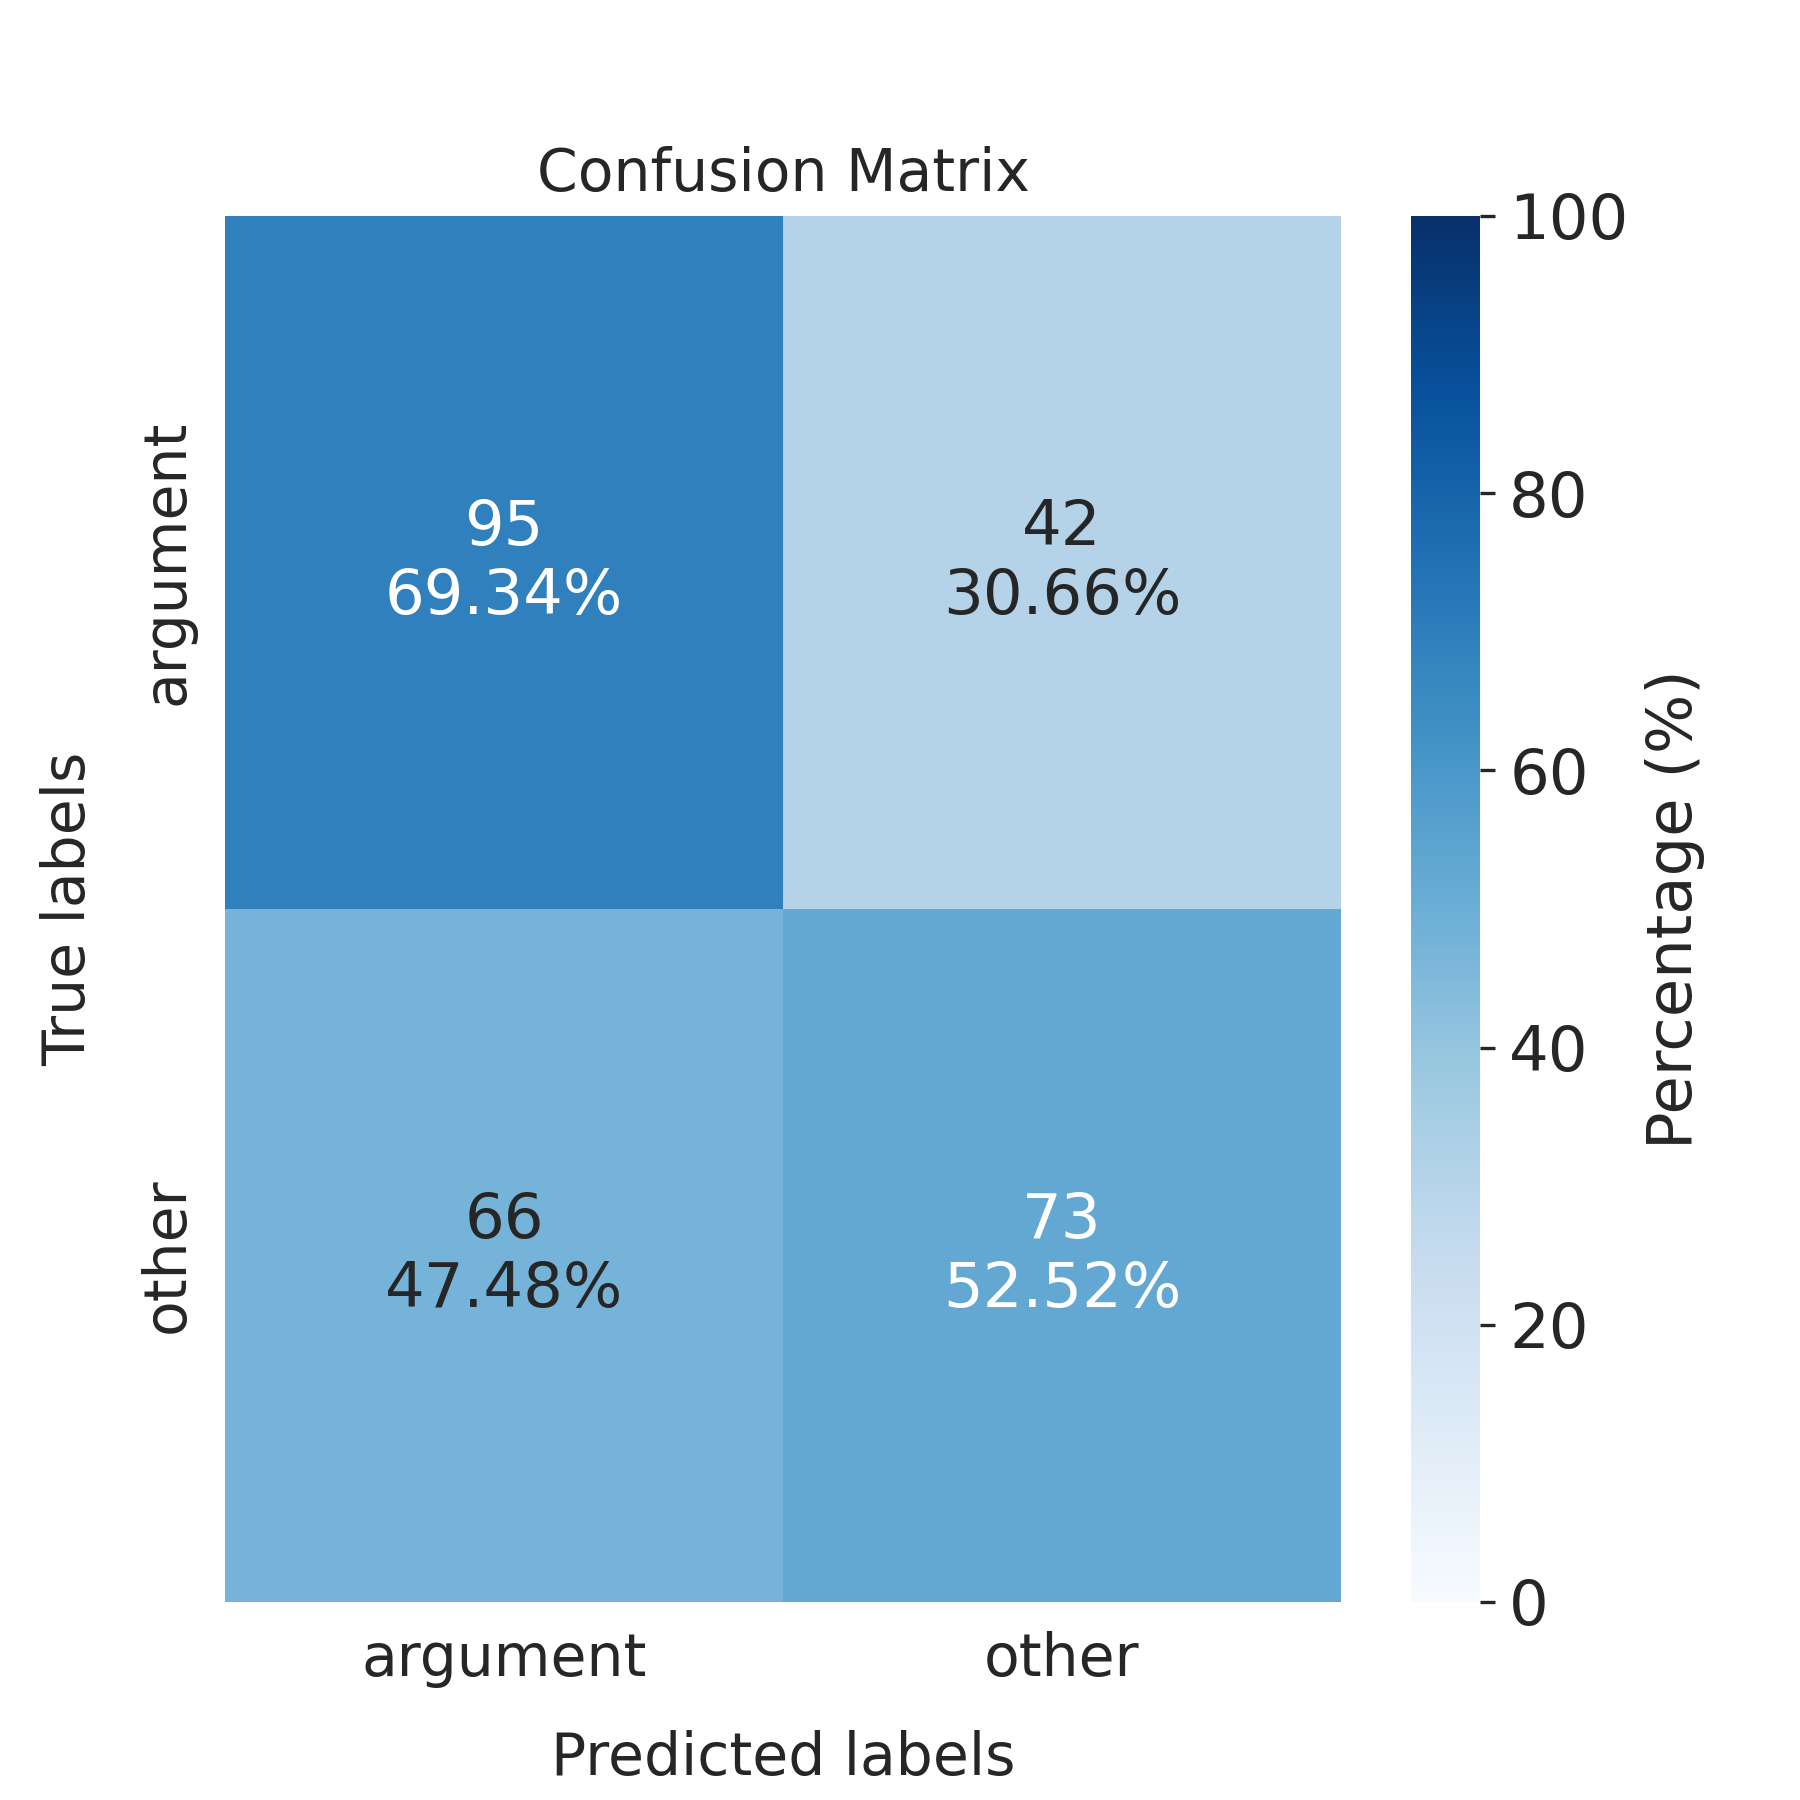 Confusion Matrix
True labels
argument
95
69.34%
42
30.66%
other
66
47.48%
73
52.52%
argument
other
Predicted labels
100
80
60
40
20
0
Percentage (%)